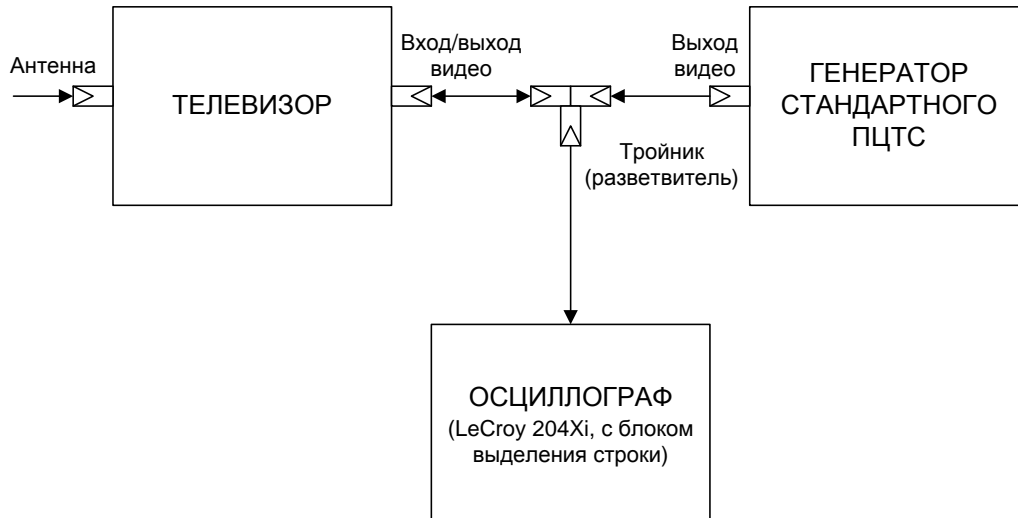 Антенна
ТЕЛЕВИЗОР
Вход/выход
видео
Выход
видео
ГЕНЕРАТОР
СТАНДАРТНОГО
ПЦТС
Тройник
(разветвитель)
ОСЦИЛЛОГРАФ
(LeCroy 204Xi, с блоком
выделения строки)